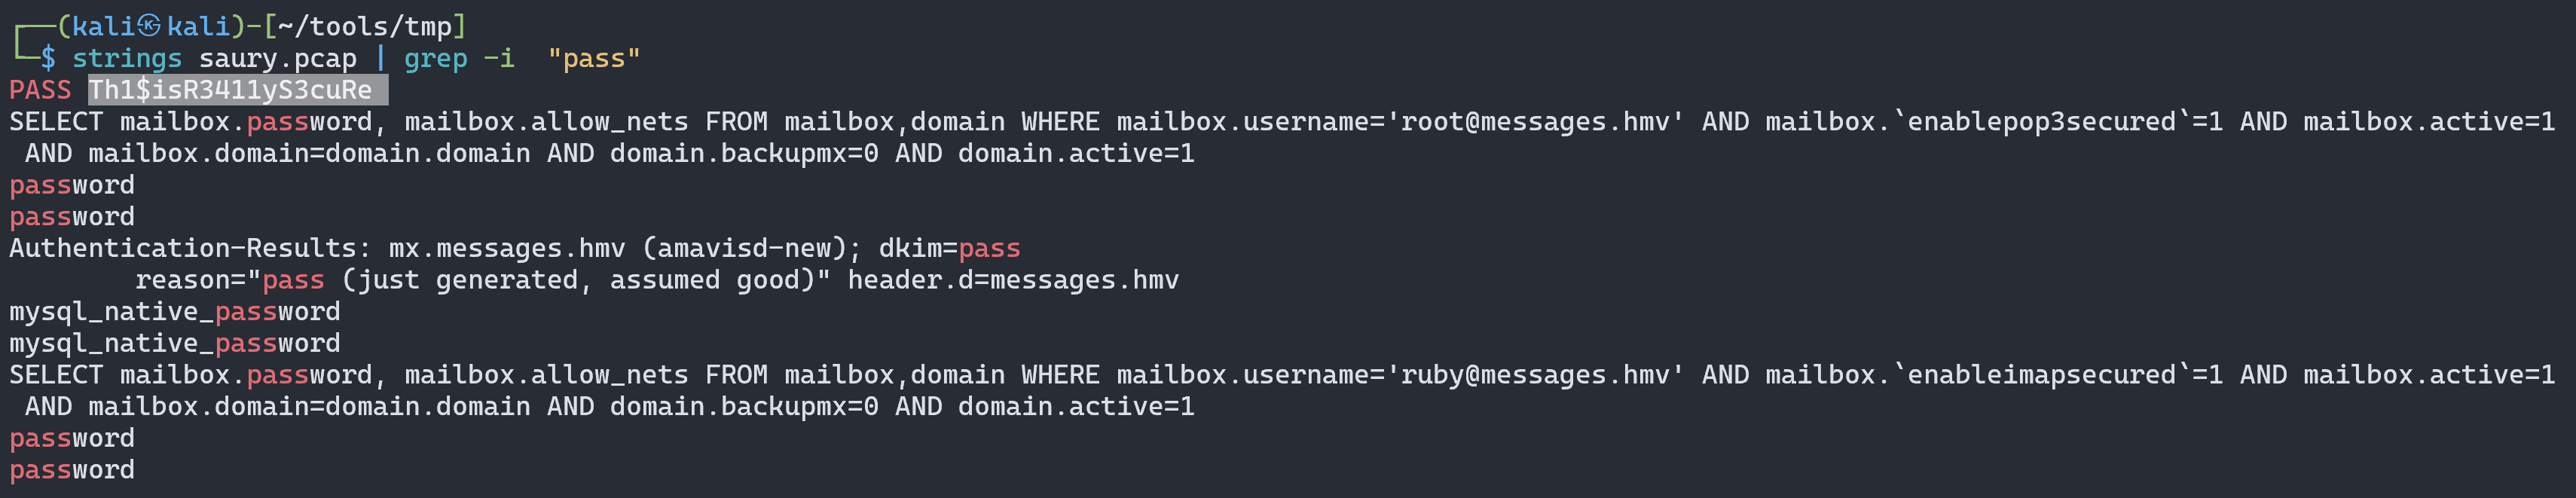 ┌──(kali㉿kali)-[~/tools/tmp]
└─$ strings saury.pcap | grep -i  "pass"
PASS Th1$isR3411yS3cuRe
SELECT mailbox.password, mailbox.allow_nets FROM mailbox,domain WHERE mailbox.username='root@messages.hmv' AND mailbox.`enablepop3secured`=1 AND mailbox.active=1
 AND mailbox.domain=domain.domain AND domain.backupmx=0 AND domain.active=1
password
password
Authentication-Results: mx.messages.hmv (amavisd-new); dkim=pass
        reason="pass (just generated, assumed good)" header.d=messages.hmv
mysql_native_password
mysql_native_password
SELECT mailbox.password, mailbox.allow_nets FROM mailbox,domain WHERE mailbox.username='ruby@messages.hmv' AND mailbox.`enableimapsecured`=1 AND mailbox.active=1
 AND mailbox.domain=domain.domain AND domain.backupmx=0 AND domain.active=1
password
password